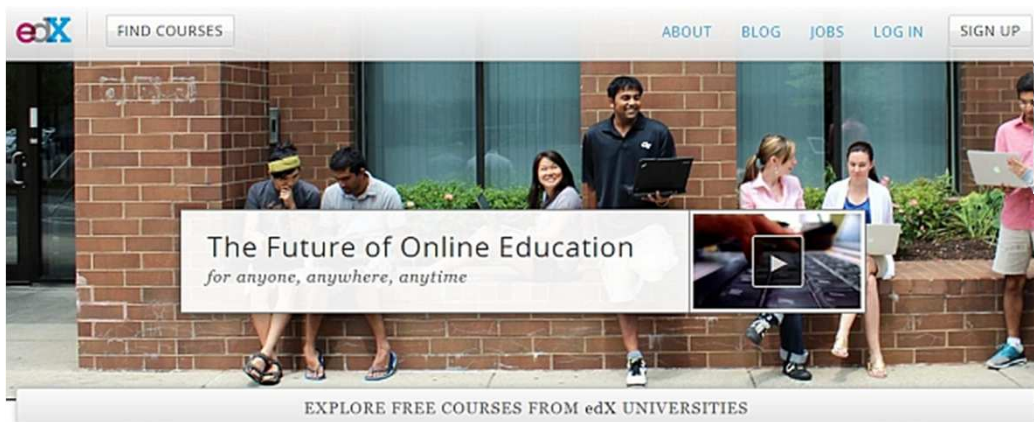 edX
FIND COURSES
ABOUT
BLOG
JOBS
LOG IN
SIGN UP
The Future of Online Education
for anyone, anywhere, anytime
EXPLORE FREE COURSES FROM edX UNIVERSITIES